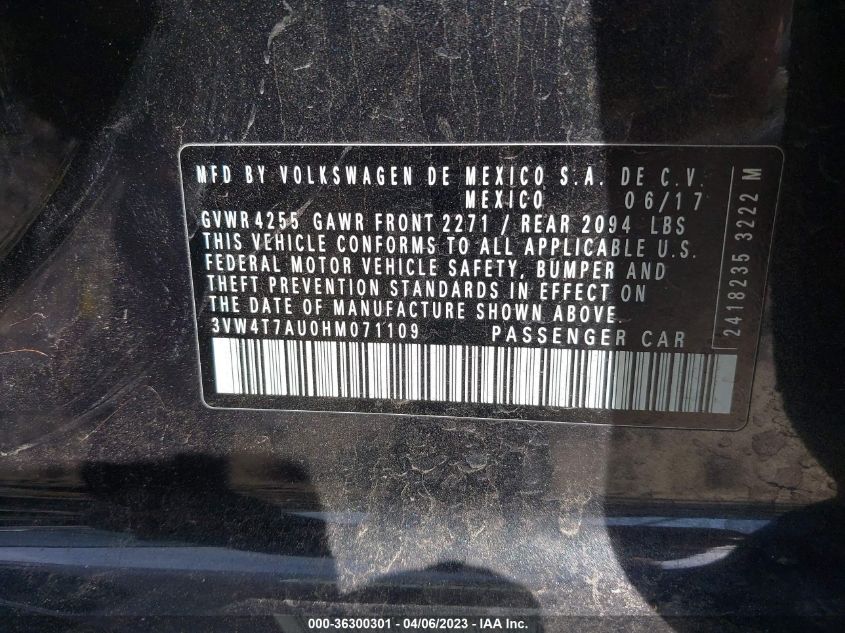 MFD BY VOLKSWAGEN DE MEXICO S.A. DE C.V.
MEXICO 06/17
GVWR 4255 GAWR FRONT 2271 / REAR 2094 LBS
THIS VEHICLE CONFORMS TO ALL APPLICABLE U.S.
FEDERAL MOTOR VEHICLE SAFETY, BUMPER AND
THEFT PREVENTION STANDARDS IN EFFECT ON
THE DATE OF MANUFACTURE SHOWN ABOVE.
3VW4T7AU0HM071109 PASSENGER CAR
2418235 3222 M
000-36300301 - 04/06/2023 - IAA Inc.